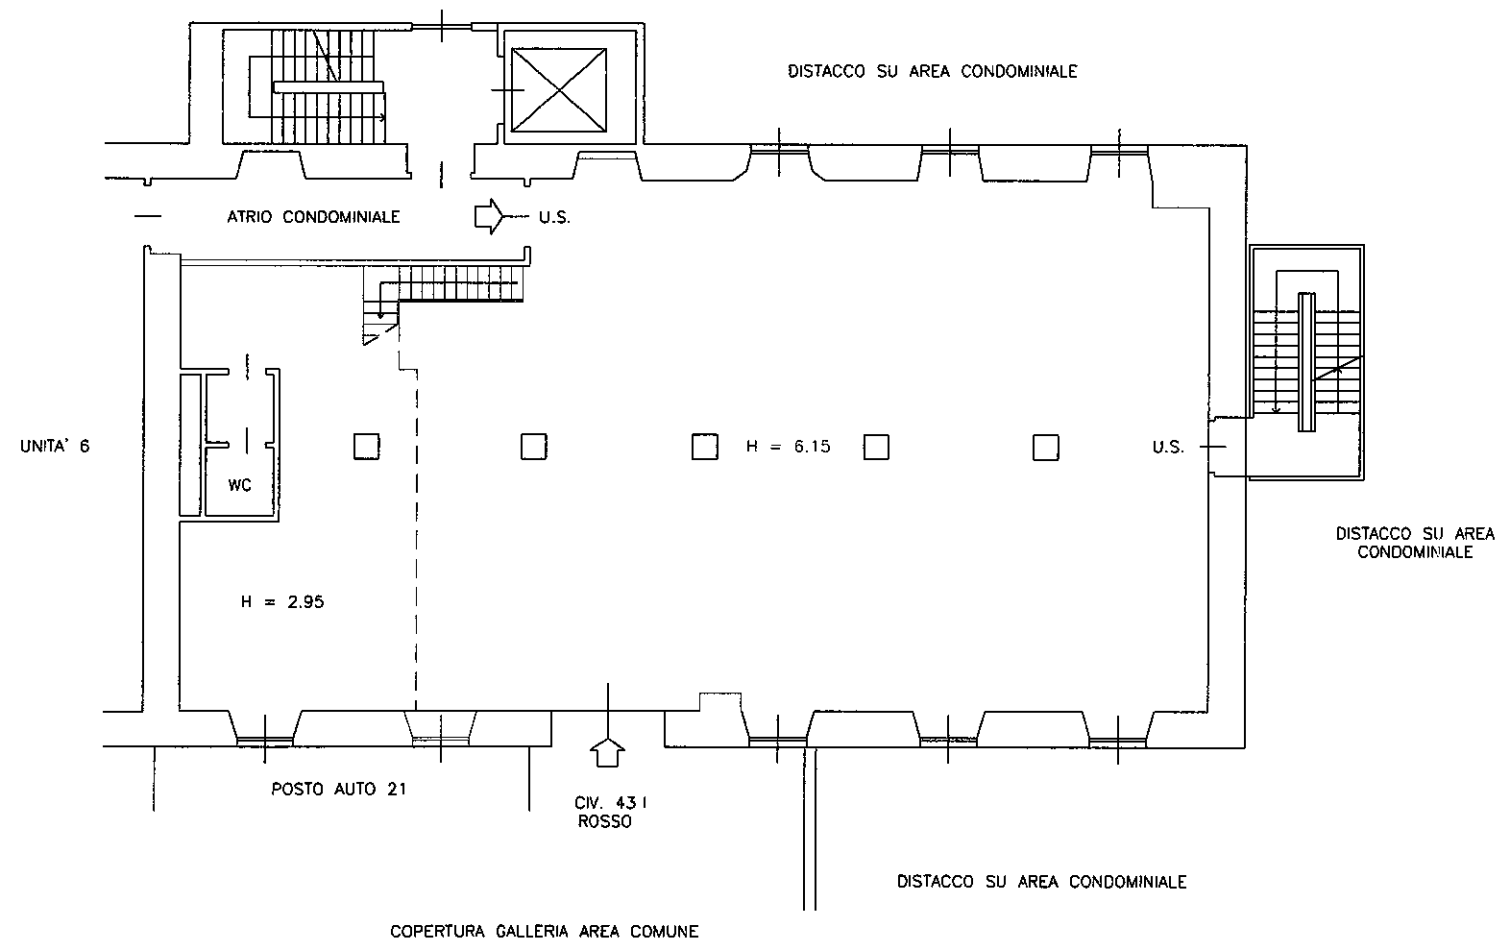 DISTACCO SU AREA CONDOMINIALE
ATRIO CONDOMINIALE
U.S.
UNITA' 6
H = 6.15
U.S.
WC
DISTACCO SU AREA
CONDOMINIALE
H = 2.95
POSTO AUTO 21
CIV. 43 I
ROSSO
DISTACCO SU AREA CONDOMINIALE
COPERTURA GALLERIA AREA COMUNE